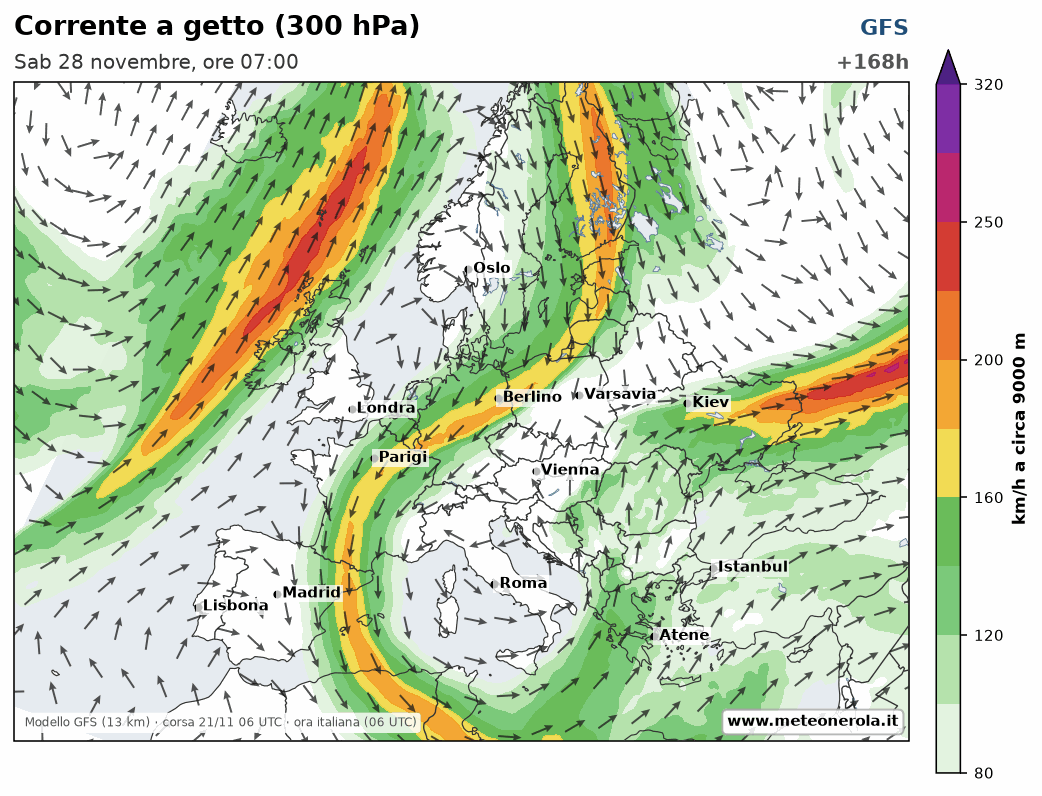 Corrente a getto (300 hPa)
GFS
Sab 28 novembre, ore 07:00
+168h
320
250
200
160
120
80
km/h a circa 9000 m
Oslo
Berlino
Varsavia
Kiev
Londra
Parigi
Vienna
Istanbul
Roma
Madrid
Lisbona
Atene
Modello GFS (13 km) · corsa 21/11 06 UTC · ora italiana (06 UTC)
www.meteonerola.it